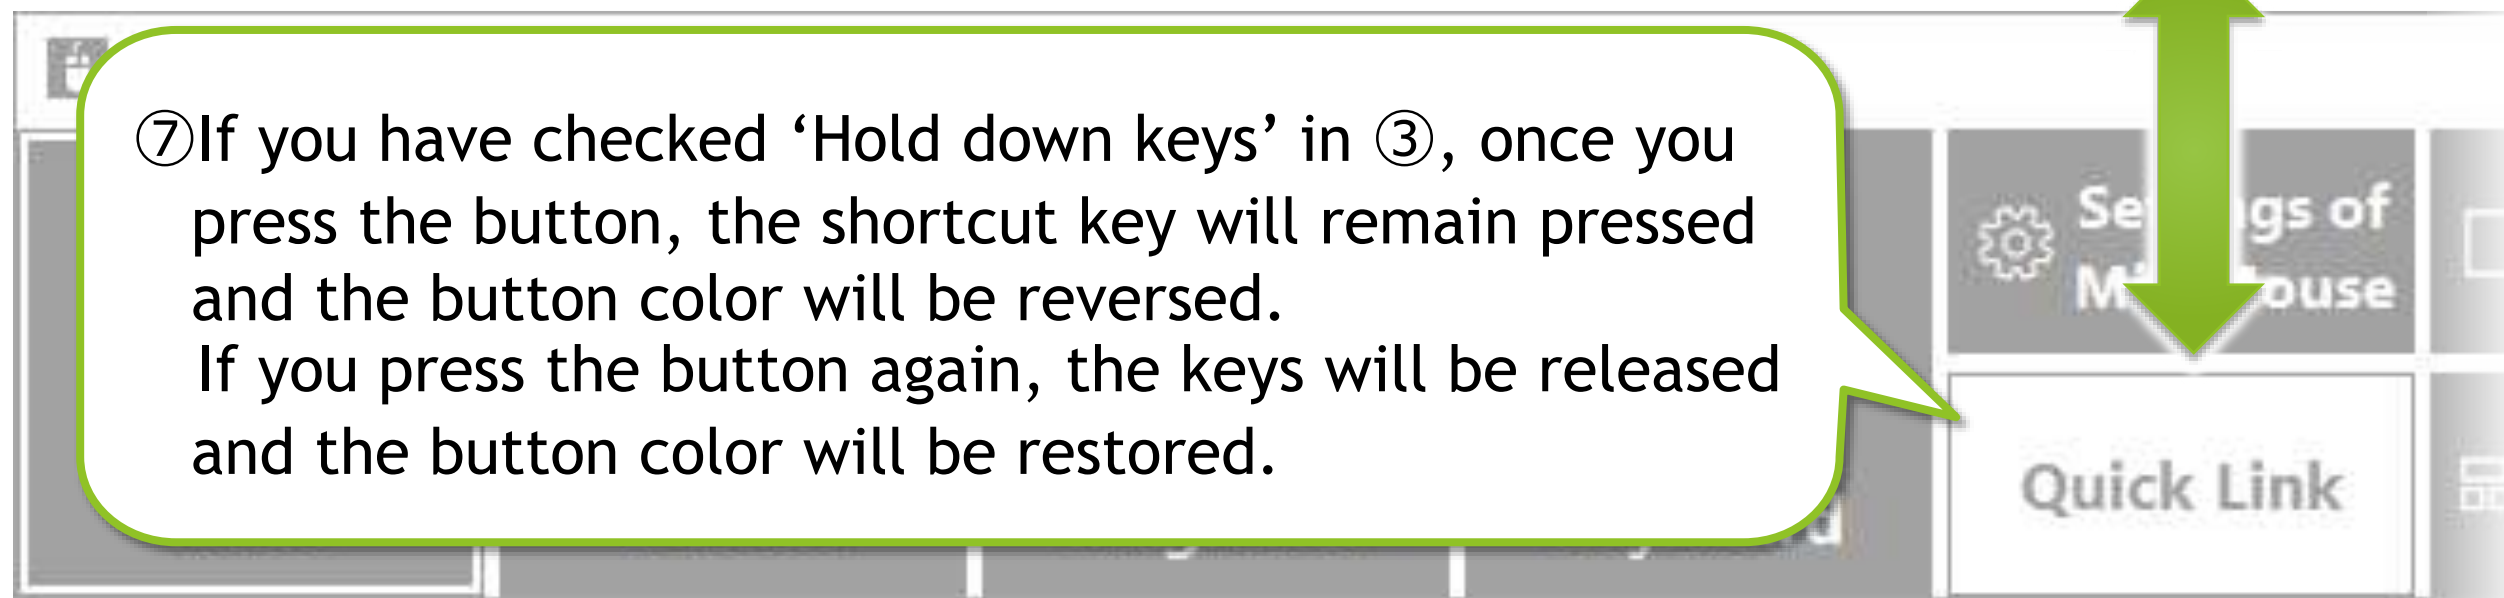 ⑦If you have checked ‘Hold down keys’ in ③, once you
press the button, the shortcut key will remain pressed
and the button color will be reversed.
If you press the button again, the keys will be released
and the button color will be restored.
of
Quick Link